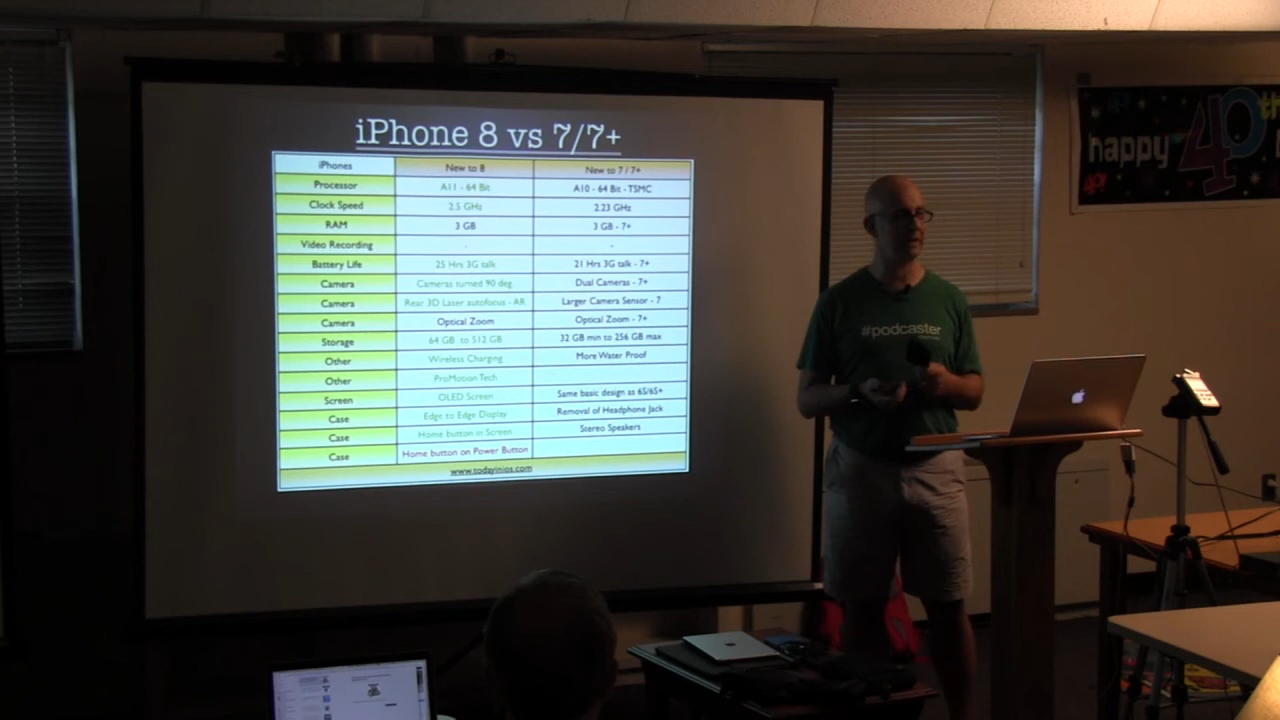 iPhone 8 vs 7/7+
iPhones New to 8 New to 7 / 7+
Processor A11 - 64 Bit A10 - 64 Bit - TSMC
Clock Speed 2.5 GHz 2.23 GHz
RAM 3 GB 3 GB - 7+
Video Recording - -
Battery Life 25 Hrs 3G talk 21 Hrs 3G talk - 7+
Camera Cameras turned 90 deg Dual Cameras - 7+
Camera Rear 3D Laser autofocus - AR Larger Camera Sensor - 7
Camera Optical Zoom Optical Zoom - 7+
Storage 64 GB to 512 GB 32 GB min to 256 GB max
Other Wireless Charging More Water Proof
Other ProMotion Tech
Screen OLED Screen Same basic design as 6S/6S+
Case Edge to Edge Display Removal of Headphone Jack
Case Home button in Screen Stereo Speakers
Case Home button on Power Button
www.todayinios.com
#podcaster
happy 40th